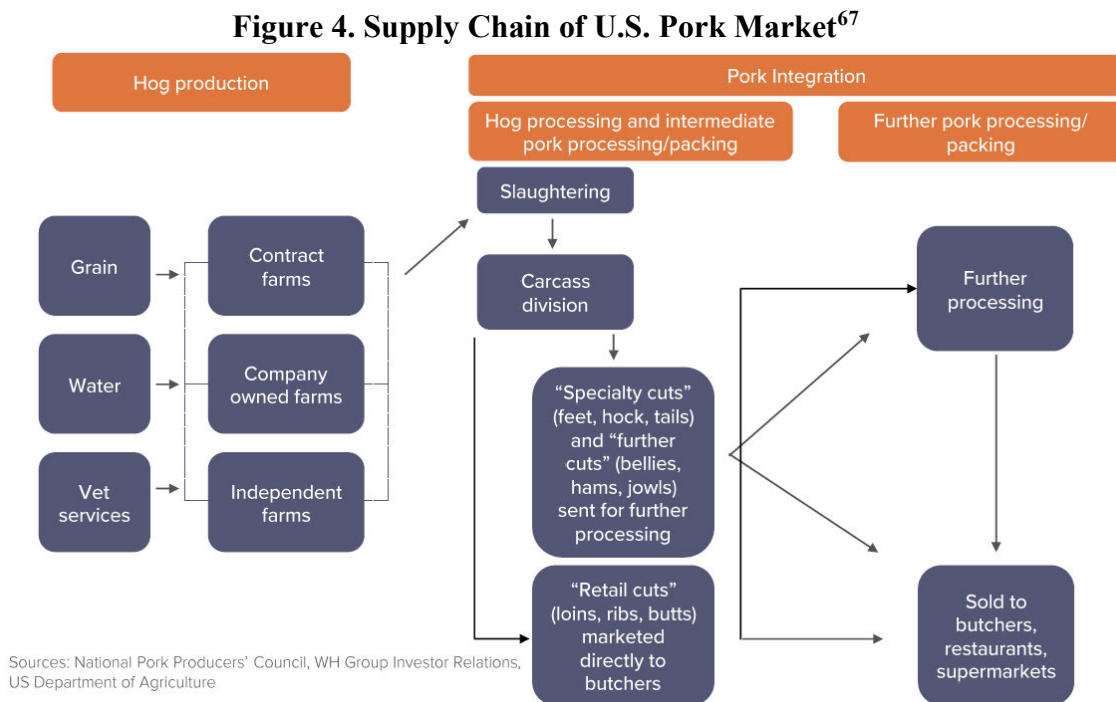 Figure 4. Supply Chain of U.S. Pork Market67
Hog production
Pork Integration
Hog processing and intermediate
pork processing/packing
Further pork processing/
packing
Slaughtering
Grain
Contract
farms
Carcass
division
Further
processing
Water
Company
owned farms
“Specialty cuts”
(feet, hock, tails)
and “further
cuts” (bellies,
hams, jowls)
sent for further
processing
Vet
services
Independent
farms
“Retail cuts”
(loins, ribs, butts)
marketed
directly to
butchers
Sold to
butchers,
restaurants,
supermarkets
Sources: National Pork Producers’ Council, WH Group Investor Relations,
US Department of Agriculture